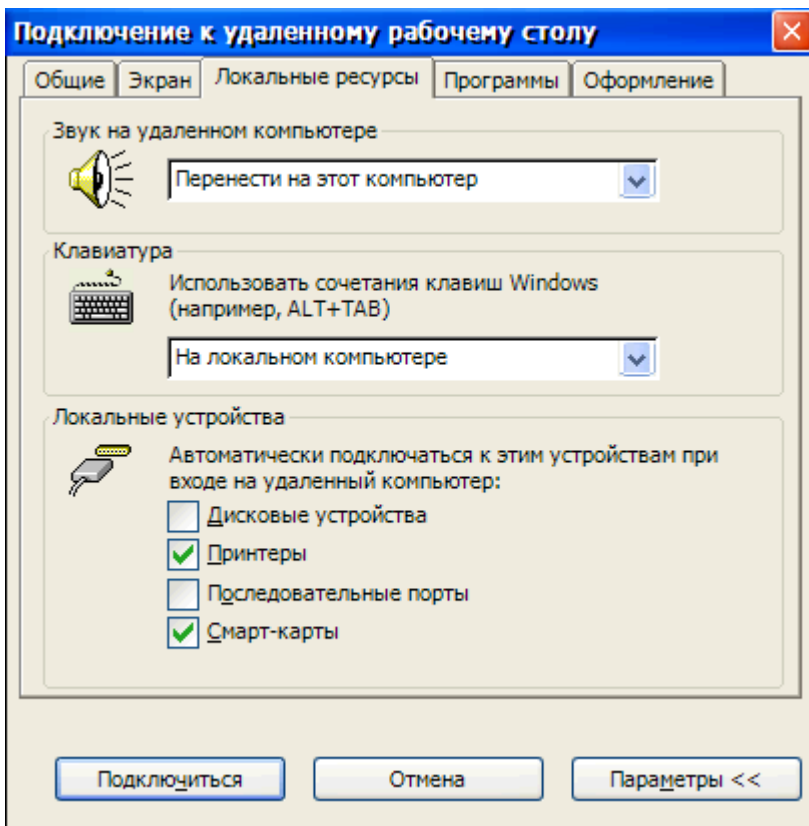 Подключение к удаленному рабочему столу
Общие Экран Локальные ресурсы Программы Оформление
Звук на удаленном компьютере
Перенести на этот компьютер
Клавиатура
Использовать сочетания клавиш Windows
(например, ALT+TAB)
На локальном компьютере
Локальные устройства
Автоматически подключаться к этим устройствам при
входе на удаленный компьютер:
Дисковые устройства
Принтеры
Последовательные порты
Смарт-карты
Подключиться Отмена Параметры <<